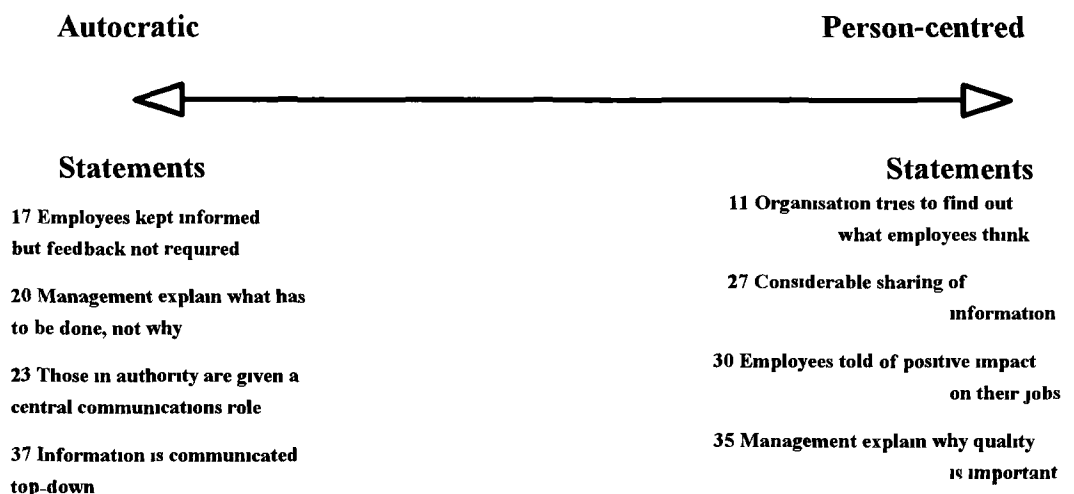 Autocratic
Person-centred
Statements
17 Employees kept informed
but feedback not required
20 Management explain what has
to be done, not why
23 Those in authority are given a
central communications role
37 Information is communicated
top-down
Statements
11 Organisation tries to find out
what employees think
27 Considerable sharing of
information
30 Employees told of positive impact
on their jobs
35 Management explain why quality
is important